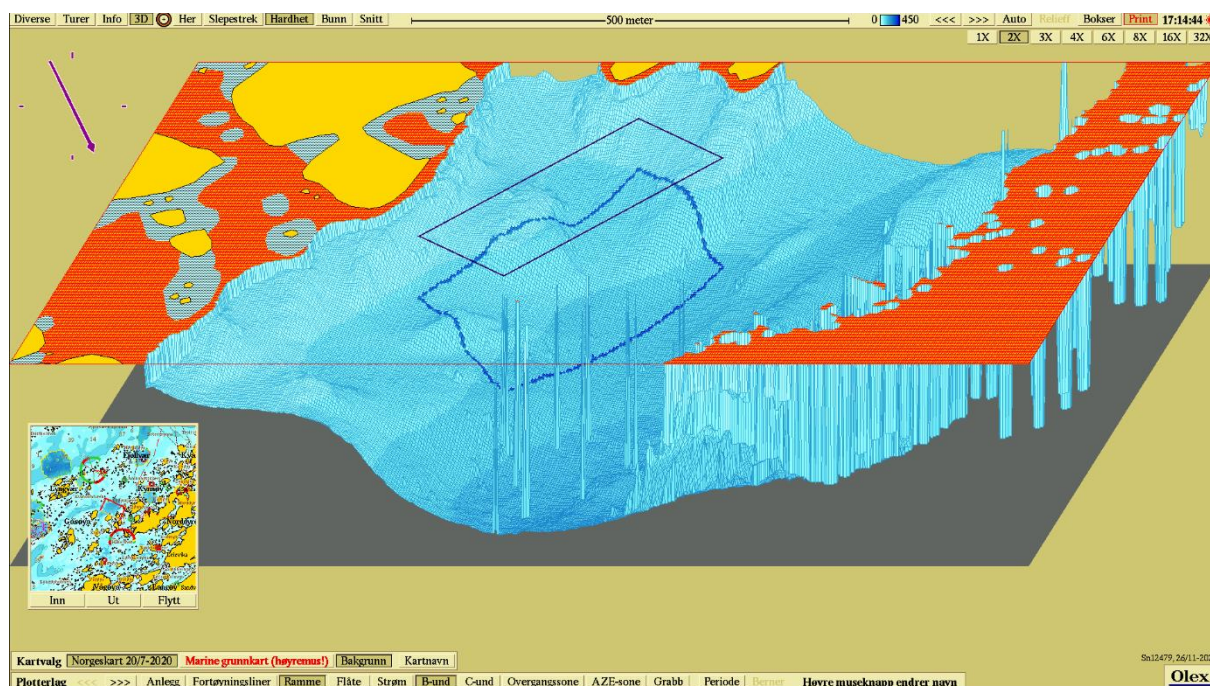 Diverse Turer Info 3D Her Slepestrek Hardhet Bunn Snitt 500 meter 0 450 <<< >>> Auto Relieff Bokser Print 17:14:44
1X 2X 3X 4X 6X 8X 16X 32X
Gåsøya
Inn Ut Flytt
Kartvalg Norgeskart 20/7-2020 Marine grunnkart (høyremus!) Bakgrunn Kartnavn
Sn12479, 26/11-202
Plotterlag <<< >>> Anlegg Fortøyningsliner Ramme Flåte Strøm B-und C-und Overgangssone AZE-sone Grabb Periode Berner Høyre museknapp endrer navn
Olex